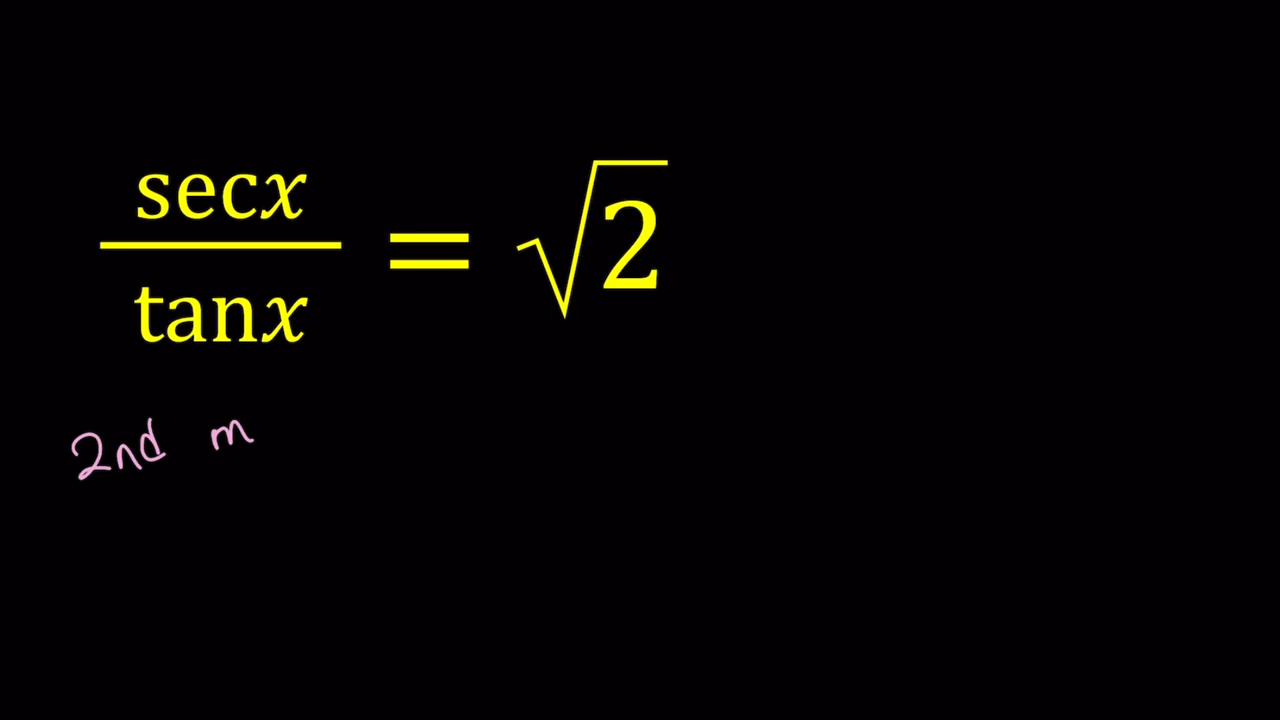 secx
tanx = √2
2nd m